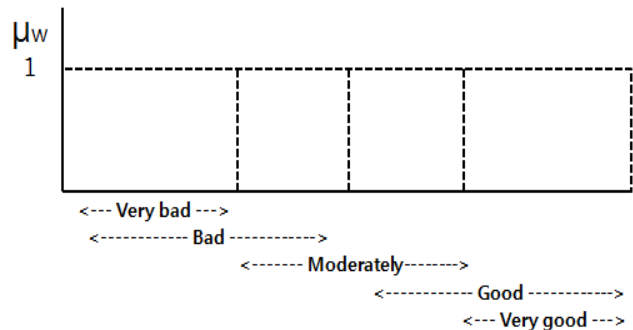 μw
1
<--- Very bad --->
<------------ Bad ------------>
<------- Moderately-------->
<------------ Good ----------->
<--- Very good --->